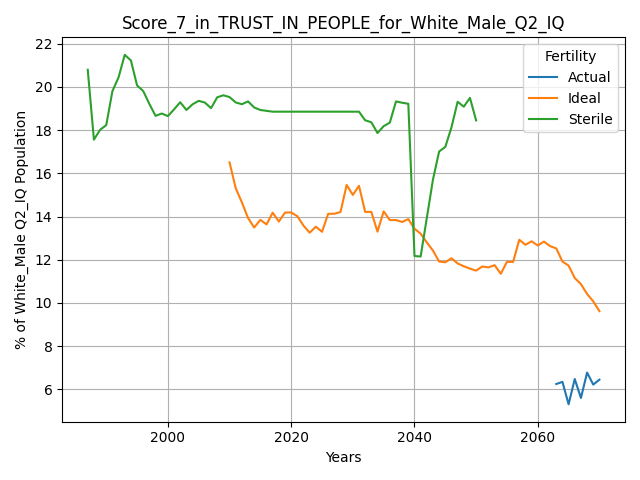 Score_7_in_TRUST_IN_PEOPLE_for_White_Male_Q2_IQ
% of White_Male Q2_IQ Population
22
20
18
16
14
12
10
8
6
Fertility
Actual
Ideal
Sterile
2000 2020 2040 2060
Years